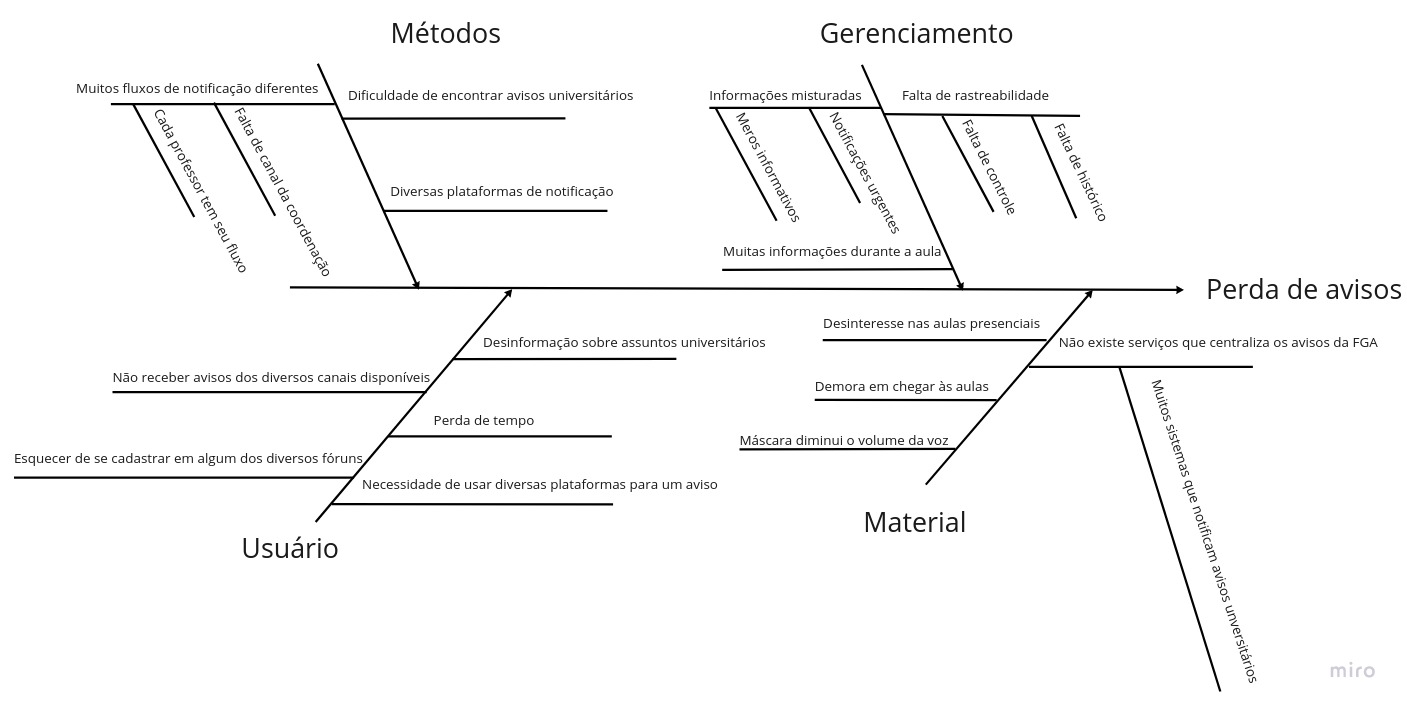 Métodos
Gerenciamento
Muitos fluxos de notificação diferentes
Dificuldade de encontrar avisos universitários
Cada professor tem seu fluxo
Falta de canal da coordenação
Diversas plataformas de notificação
Informações misturadas
Falta de rastreabilidade
Meros informativos
Notificações urgentes
Falta de controle
Falta de histórico
Muitas informações durante a aula
Perda de avisos
Desinformação sobre assuntos universitários
Não receber avisos dos diversos canais disponíveis
Perda de tempo
Esquecer de se cadastrar em algum dos diversos fóruns
Necessidade de usar diversas plataformas para um aviso
Usuário
Desinteresse nas aulas presenciais
Não existe serviços que centraliza os avisos da FGA
Demora em chegar às aulas
Máscara diminui o volume da voz
Muitos sistemas que notificam avisos unversitários
Material
miro